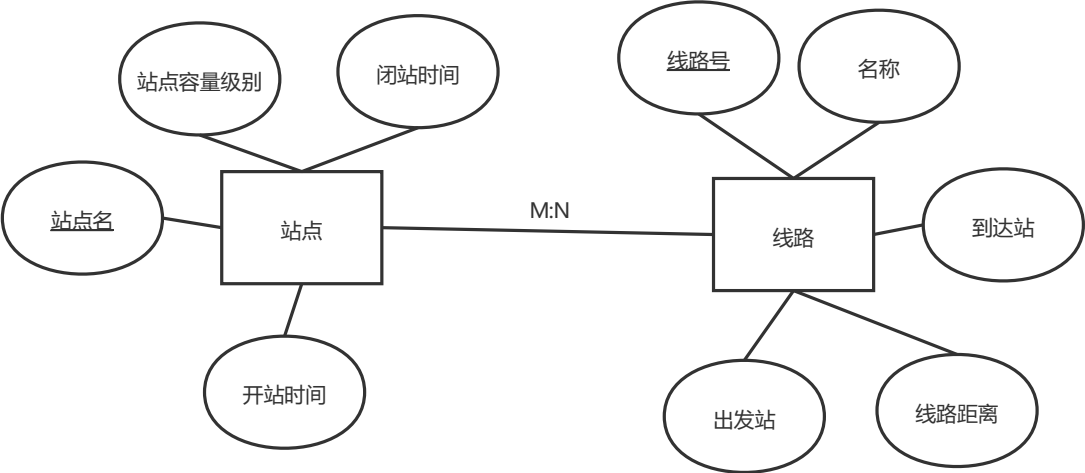 线路号
名称
站点容量级别
闭站时间
站点名
站点
M:N
线路
到达站
开站时间
出发站
线路距离